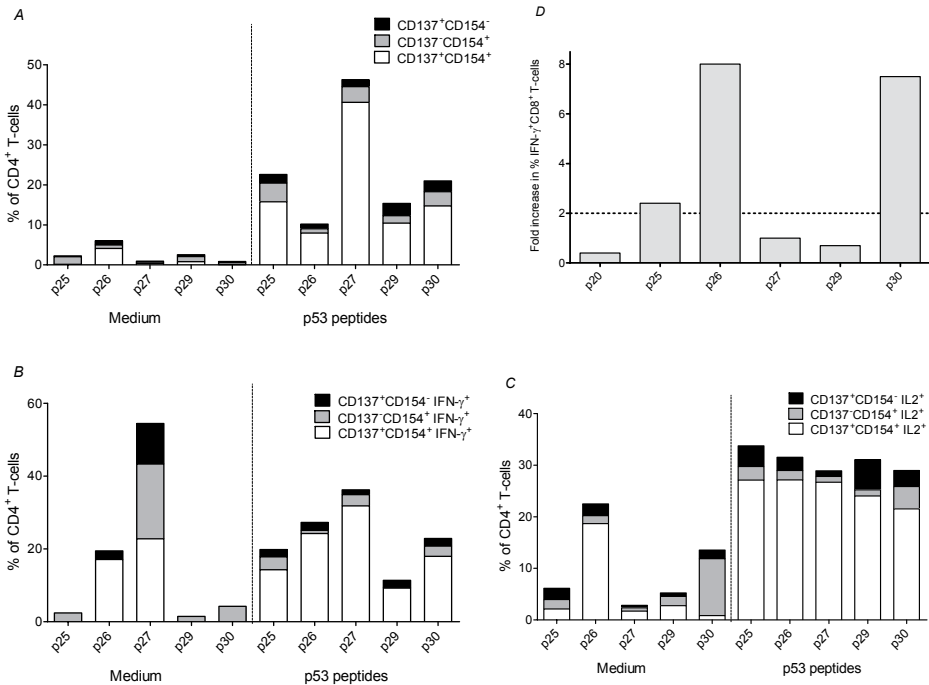 A
CD137⁺CD154⁻
CD137⁻CD154⁺
CD137⁺CD154⁺
% of CD4⁺ T-cells
50
40
30
20
10
0
p25
p26
p27
p29
p30
p25
p26
p27
p29
p30
Medium
p53 peptides
D
Fold increase in % IFN-γ⁺CD8⁺ T-cells
8
6
4
2
0
p20
p25
p26
p27
p29
p30
B
CD137⁺CD154⁻ IFN-γ⁺
CD137⁻CD154⁺ IFN-γ⁺
CD137⁺CD154⁺ IFN-γ⁺
% of CD4⁺ T-cells
60
40
20
0
p25
p26
p27
p29
p30
p25
p26
p27
p29
p30
Medium
p53 peptides
C
CD137⁺CD154⁻ IL2⁺
CD137⁻CD154⁺ IL2⁺
CD137⁺CD154⁺ IL2⁺
% of CD4⁺ T-cells
40
30
20
10
0
p25
p26
p27
p29
p30
p25
p26
p27
p29
p30
Medium
p53 peptides